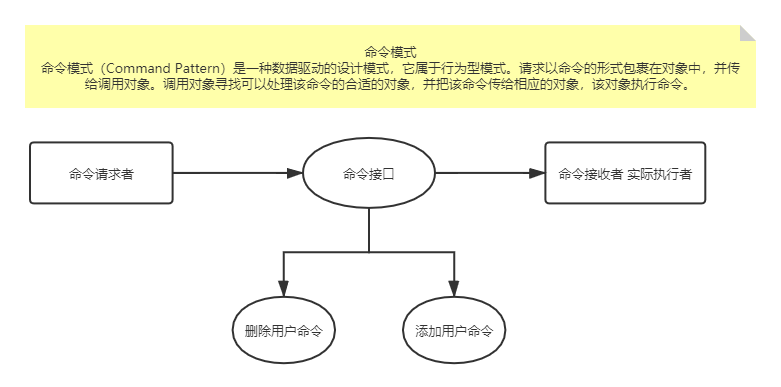 命令模式
命令模式（Command Pattern）是一种数据驱动的设计模式，它属于行为型模式。请求以命令的形式包裹在对象中，并传
给调用对象。调用对象寻找可以处理该命令的合适的对象，并把该命令传给相应的对象，该对象执行命令。
命令请求者
命令接口
命令接收者 实际执行者
删除用户命令
添加用户命令